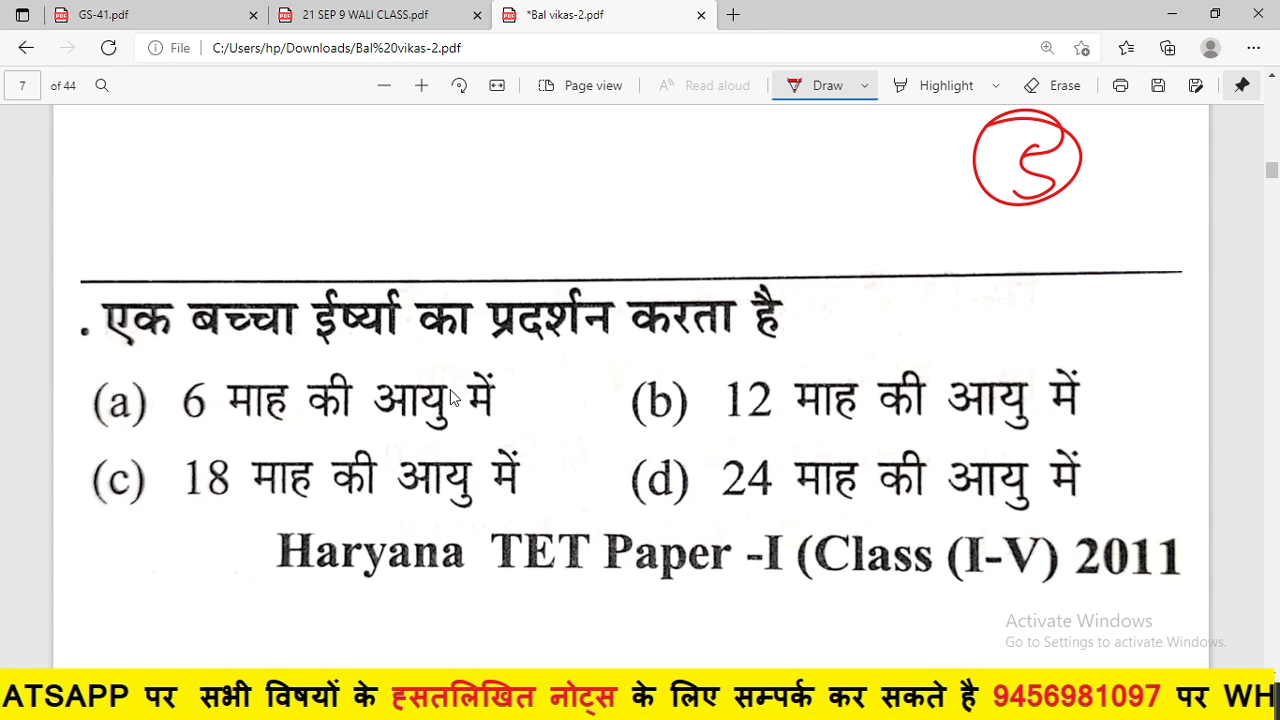 GS-41.pdf 21 SEP 9 WALI CLASS.pdf *Bal vikas-2.pdf
File C:/Users/hp/Downloads/Bal%20vikas-2.pdf
7 of 44 Page view Read aloud Draw Highlight Erase
. एक बच्चा ईर्ष्या का प्रदर्शन करता है
(a) 6 माह की आयु में (b) 12 माह की आयु में
(c) 18 माह की आयु में (d) 24 माह की आयु में
Haryana TET Paper -I (Class (I-V) 2011
Activate Windows
Go to Settings to activate Windows.
ATSAPP पर सभी विषयों के ह्सतलिखित नोट्स के लिए सम्पर्क कर सकते है 9456981097 पर WH